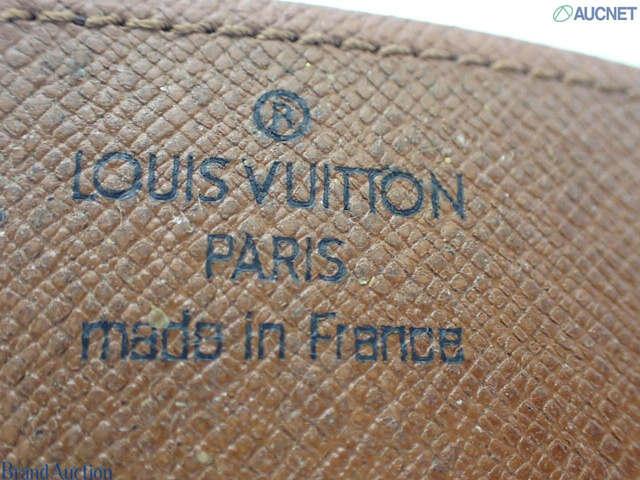 AUCNET
®
LOUIS VUITTON
PARIS
made in France
Brand Auction